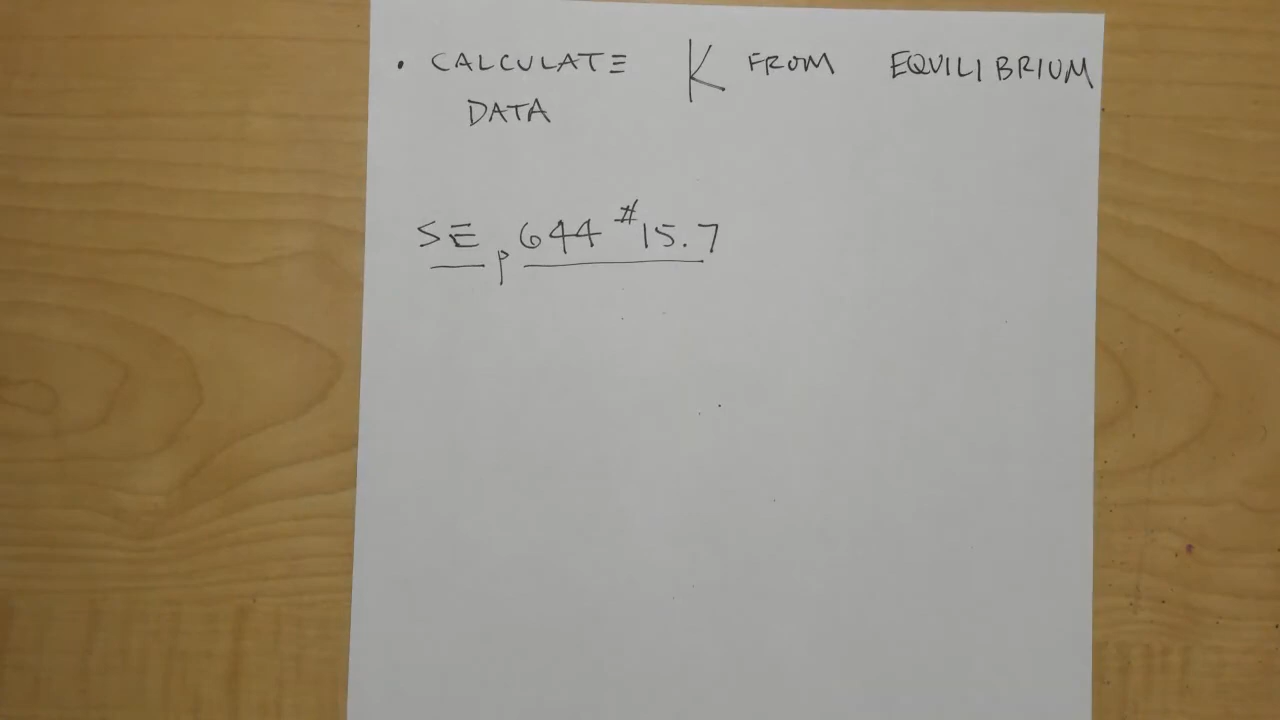 • CALCULATE K FROM EQUILIBRIUM
DATA
SE, p 644 #15.7